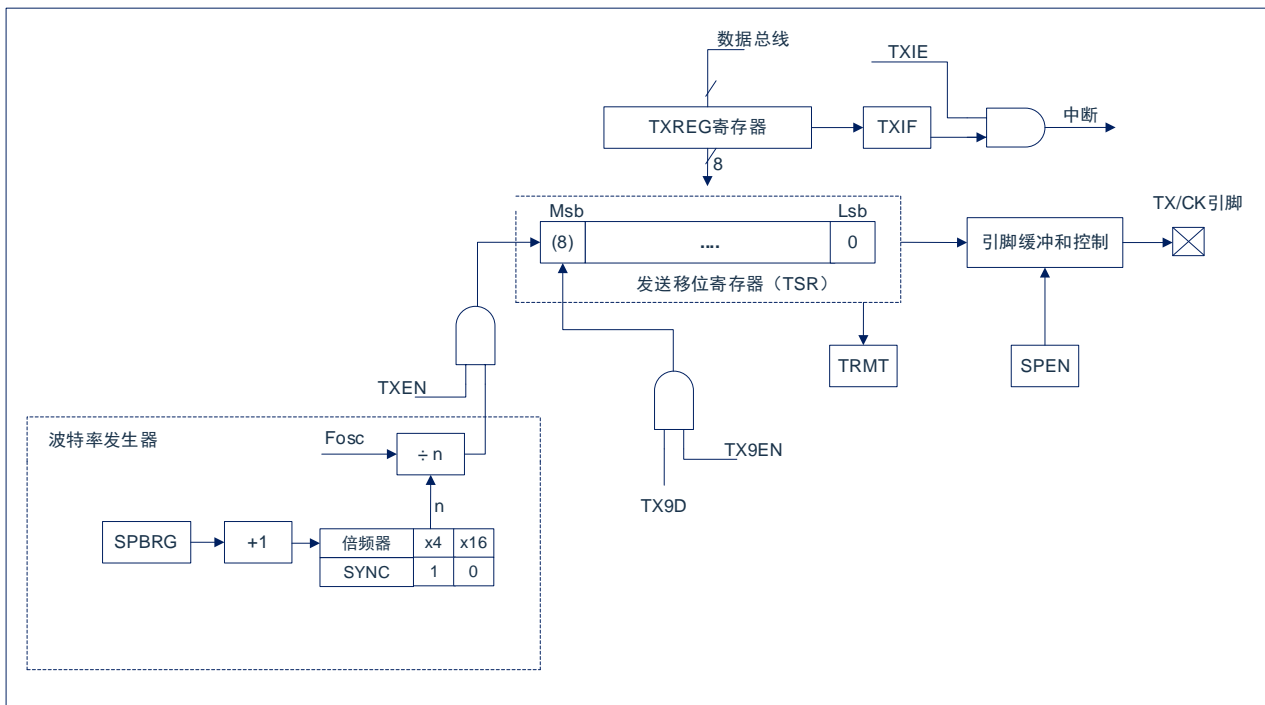 数据总线
TXIE
TXREG寄存器
TXIF
中断
8
Msb
Lsb
(8)
....
0
发送移位寄存器（TSR）
引脚缓冲和控制
TX/CK引脚
TRMT
SPEN
TXEN
TX9EN
TX9D
波特率发生器
Fosc
÷ n
n
SPBRG
+1
倍频器 x4 x16
SYNC 1 0